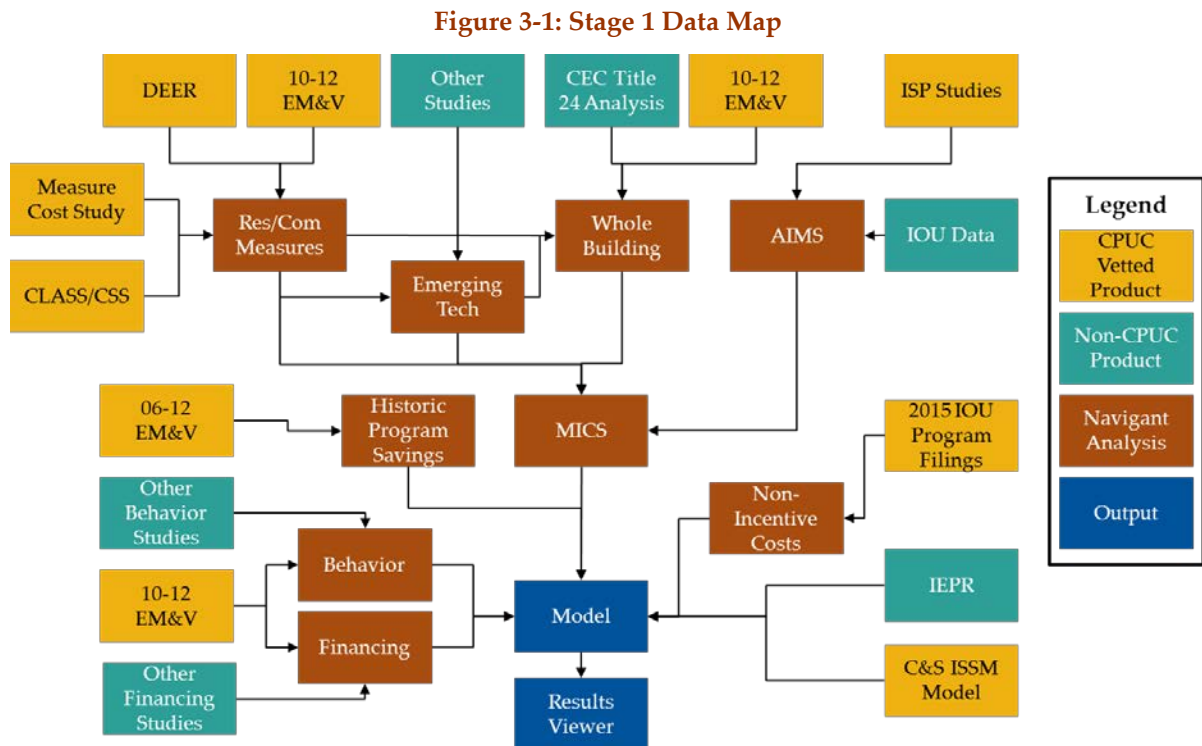 Figure 3-1: Stage 1 Data Map
DEER
10-12
EM&V
Other
Studies
CEC Title
24 Analysis
10-12
EM&V
ISP Studies
Measure
Cost Study
Res/Com
Measures
Whole
Building
AIMS
IOU Data
CLASS/CSS
Emerging
Tech
Legend
CPUC
Vetted
Product
Non-CPUC
Product
Navigant
Analysis
Output
06-12
EM&V
Historic
Program
Savings
MICS
2015 IOU
Program
Filings
Other
Behavior
Studies
Non-
Incentive
Costs
Behavior
10-12
EM&V
Financing
Model
IEPR
Other
Financing
Studies
Results
Viewer
C&S ISSM
Model